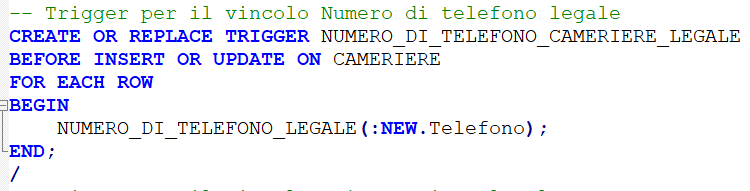 -- Trigger per il vincolo Numero di telefono legale
CREATE OR REPLACE TRIGGER NUMERO_DI_TELEFONO_CAMERIERE_LEGALE
BEFORE INSERT OR UPDATE ON CAMERIERE
FOR EACH ROW
BEGIN
    NUMERO_DI_TELEFONO_LEGALE(:NEW.Telefono);
END;
/